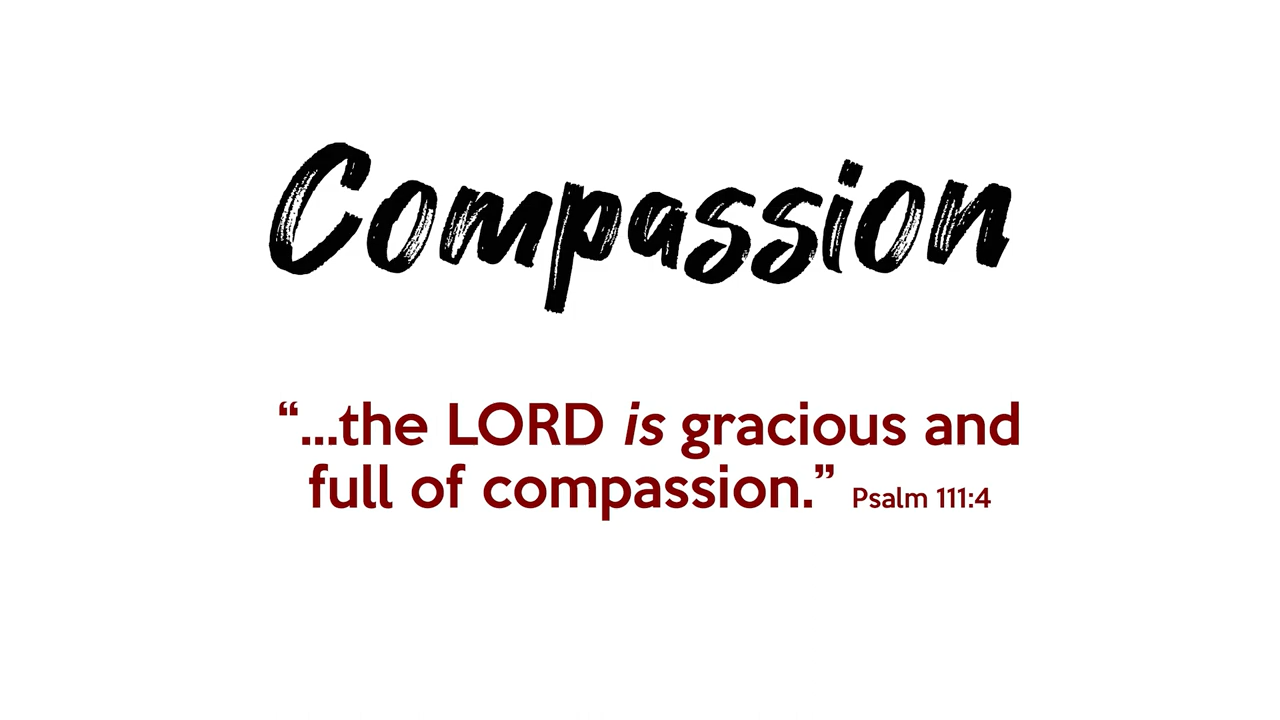 Compassion
“...the LORD is gracious and
full of compassion.” Psalm 111:4